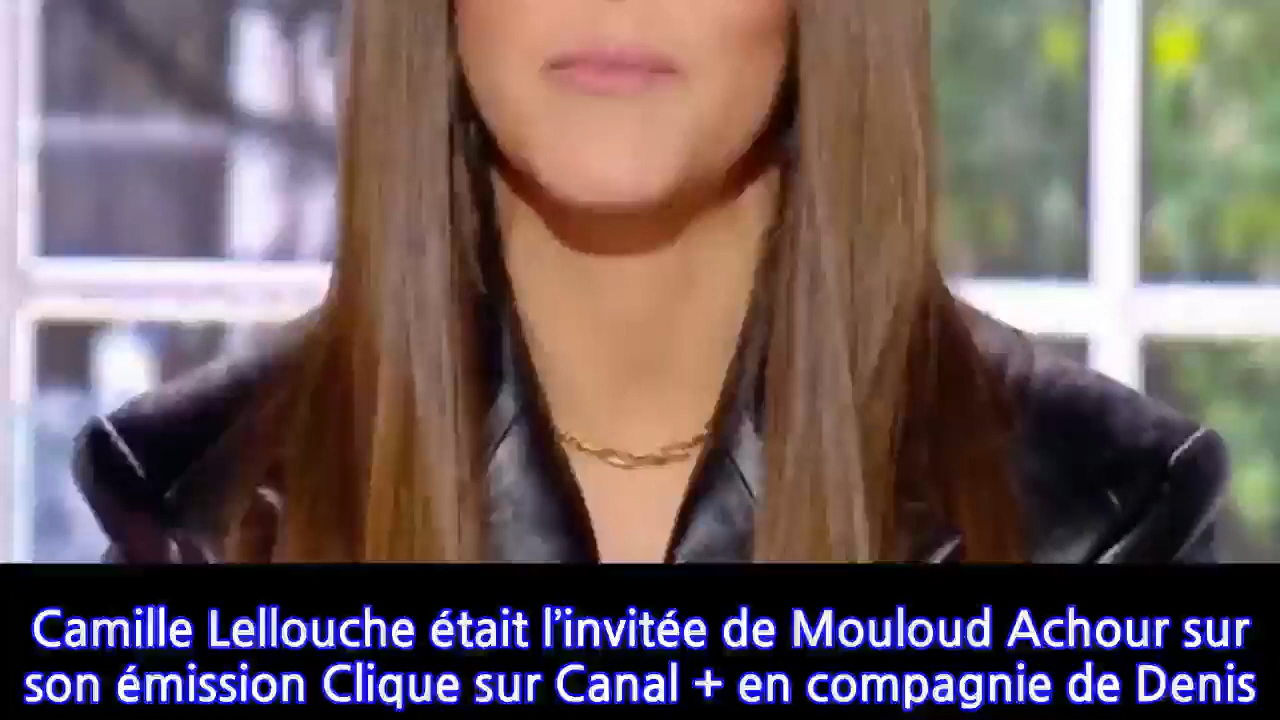 Camille Lellouche était l’invitée de Mouloud Achour sur
son émission Clique sur Canal + en compagnie de Denis